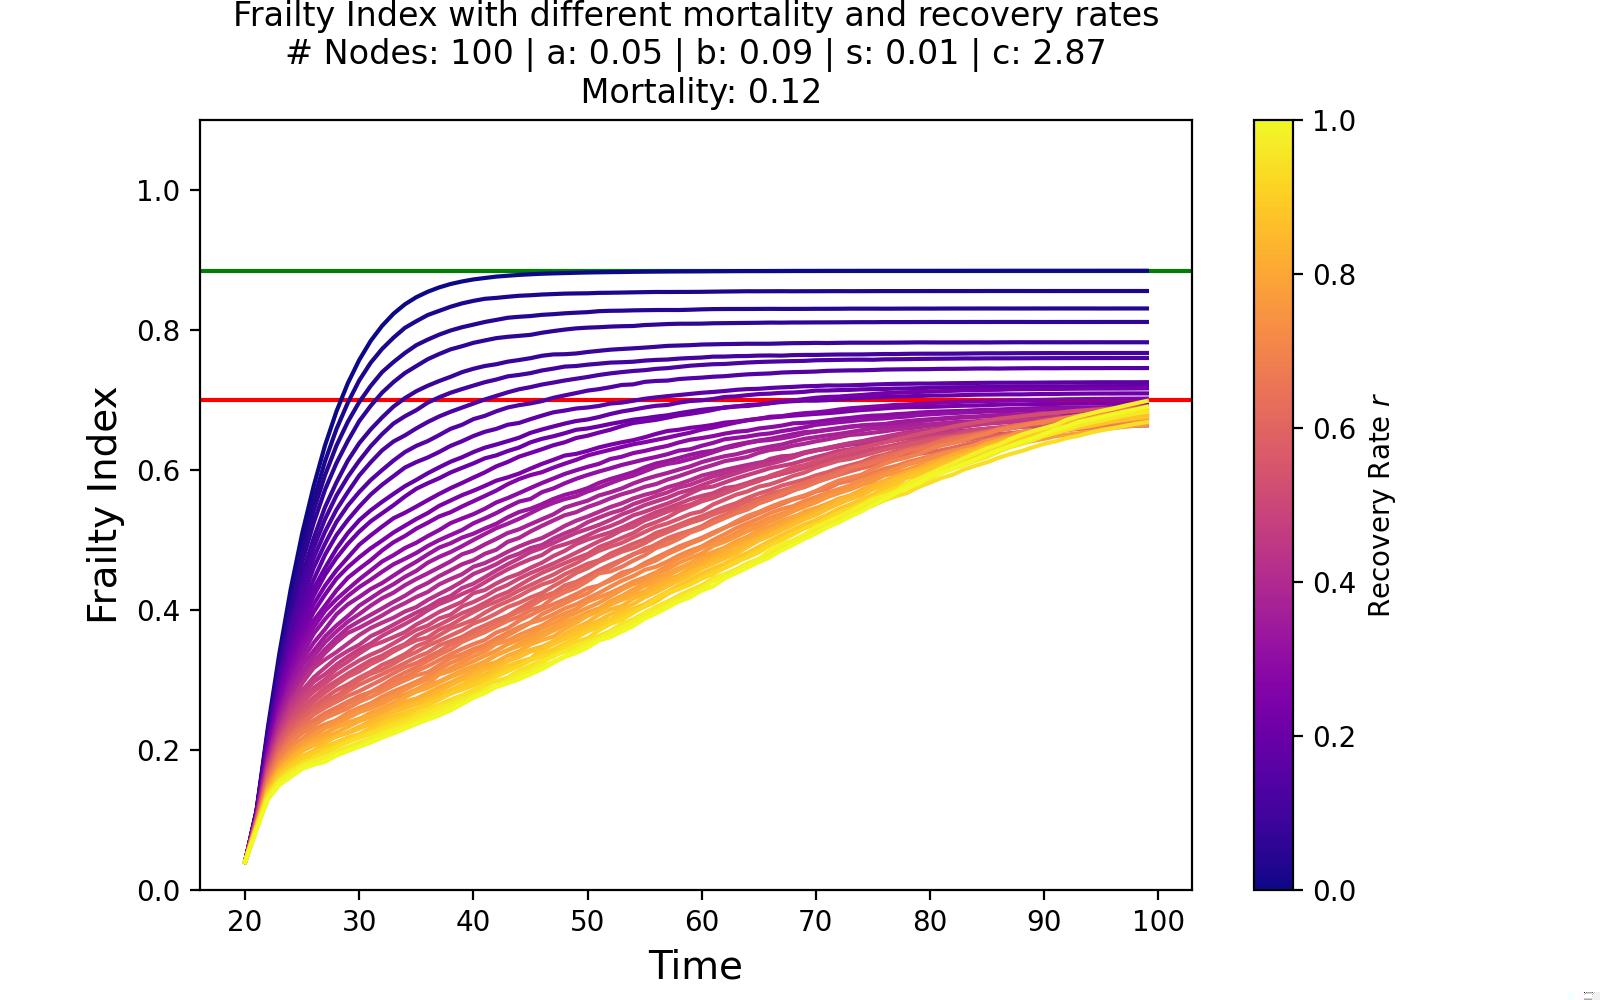 Frailty Index with different mortality and recovery rates
# Nodes: 100 | a: 0.05 | b: 0.09 | s: 0.01 | c: 2.87
Mortality: 0.12
Frailty Index
1.0
0.8
0.6
0.4
0.2
0.0
20 30 40 50 60 70 80 90 100
Time
1.0
0.8
0.6
0.4
0.2
0.0
Recovery Rate r